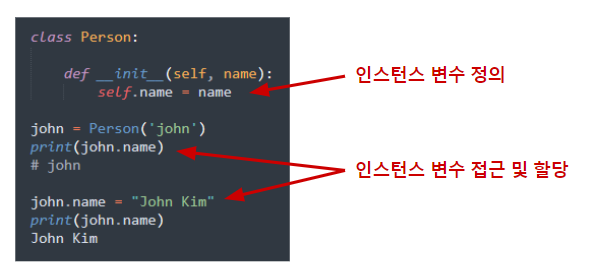 class Person:
def __init__(self, name):
self.name = name
인스턴스 변수 정의
john = Person('john')
print(john.name)
# john
인스턴스 변수 접근 및 할당
john.name = "John Kim"
print(john.name)
John Kim